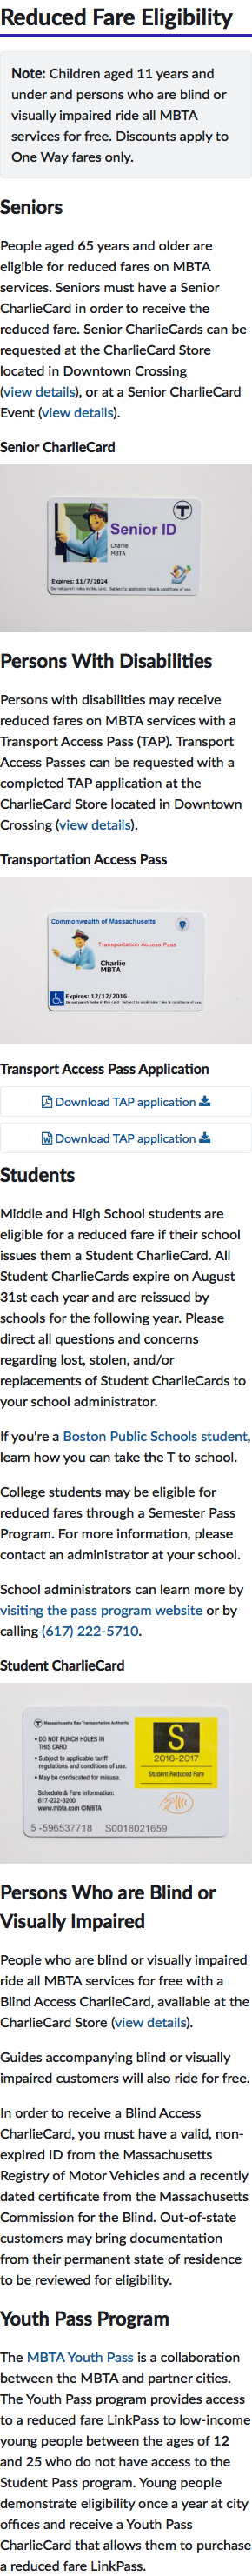 Reduced Fare Eligibility
Note: Children aged 11 years and
under and persons who are blind or
visually impaired ride all MBTA
services for free. Discounts apply to
One Way fares only.
Seniors
People aged 65 years and older are
eligible for reduced fares on MBTA
services. Seniors must have a Senior
CharlieCard in order to receive the
reduced fare. Senior CharlieCards can be
requested at the CharlieCard Store
located in Downtown Crossing
(view details), or at a Senior CharlieCard
Event (view details).
Senior CharlieCard
T
Senior ID
Charlie
MBTA
Expires: 11/7/2024
Do not punch holes in this card. Subject to applicable rules & conditions of use.
Persons With Disabilities
Persons with disabilities may receive
reduced fares on MBTA services with a
Transport Access Pass (TAP). Transport
Access Passes can be requested with a
completed TAP application at the
CharlieCard Store located in Downtown
Crossing (view details).
Transportation Access Pass
Commonwealth of Massachusetts
Transportation Access Pass
Charlie
MBTA
Expires: 12/12/2016
Do not punch holes in this card. Subject to applicable rules & conditions of use.
Transport Access Pass Application
Download TAP application
Download TAP application
Students
Middle and High School students are
eligible for a reduced fare if their school
issues them a Student CharlieCard. All
Student CharlieCards expire on August
31st each year and are reissued by
schools for the following year. Please
direct all questions and concerns
regarding lost, stolen, and/or
replacements of Student CharlieCards to
your school administrator.
If you're a Boston Public Schools student,
learn how you can take the T to school.
College students may be eligible for
reduced fares through a Semester Pass
Program. For more information, please
contact an administrator at your school.
School administrators can learn more by
visiting the pass program website or by
calling (617) 222-5710.
Student CharlieCard
T Massachusetts Bay Transportation Authority
• DO NOT PUNCH HOLES IN
THIS CARD
• Subject to applicable tariff
regulations and conditions of use.
• May be confiscated for misuse.
Schedule & Fare Information:
617-222-3200
www.mbta.com ©MBTA
5-596537718 S0018021659
S
2016-2017
Student Reduced Fare
Persons Who are Blind or
Visually Impaired
People who are blind or visually impaired
ride all MBTA services for free with a
Blind Access CharlieCard, available at the
CharlieCard Store (view details).
Guides accompanying blind or visually
impaired customers will also ride for free.
In order to receive a Blind Access
CharlieCard, you must have a valid, non-
expired ID from the Massachusetts
Registry of Motor Vehicles and a recently
dated certificate from the Massachusetts
Commission for the Blind. Out-of-state
customers may bring documentation
from their permanent state of residence
to be reviewed for eligibility.
Youth Pass Program
The MBTA Youth Pass is a collaboration
between the MBTA and partner cities.
The Youth Pass program provides access
to a reduced fare LinkPass to low-income
young people between the ages of 12
and 25 who do not have access to the
Student Pass program. Young people
demonstrate eligibility once a year at city
offices and receive a Youth Pass
CharlieCard that allows them to purchase
a reduced fare LinkPass.